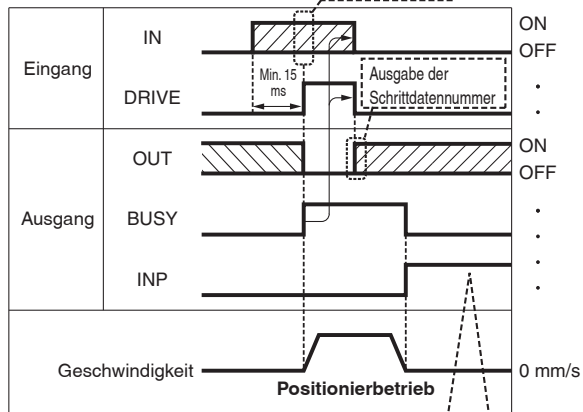 IN
ON
OFF
Eingang
Min. 15
ms
Ausgabe der
Schrittdatennummer
DRIVE
OUT
ON
OFF
Ausgang
BUSY
INP
Geschwindigkeit
0 mm/s
Positionierbetrieb